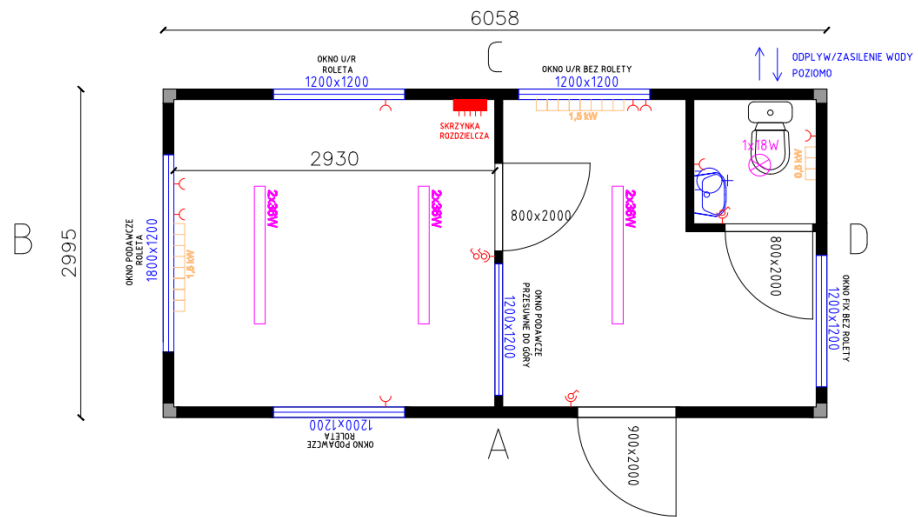 6058
C
OKNO U/R
ROLETA
1200x1200
OKNO U/R BEZ ROLETY
1200x1200
ODPLYW/ZASILENIE WODY
POZIOMO
SKRZYNKA
ROZDZIELCZA
1,5 kW
1x18W
0,5 kW
2930
2x36W
2x36W
2x36W
800x2000
B
2995
OKNO PODAWCZE
ROLETA
1800x1200
1,5 kW
D
800x2000
OKNO PODAWCZE
PRZESUWNE DO GÓRY
1200x1200
1200x1200
OKNO FIX BEZ ROLETY
1200x1200
ROLETA
OKNO PODAWCZE
A
900x2000